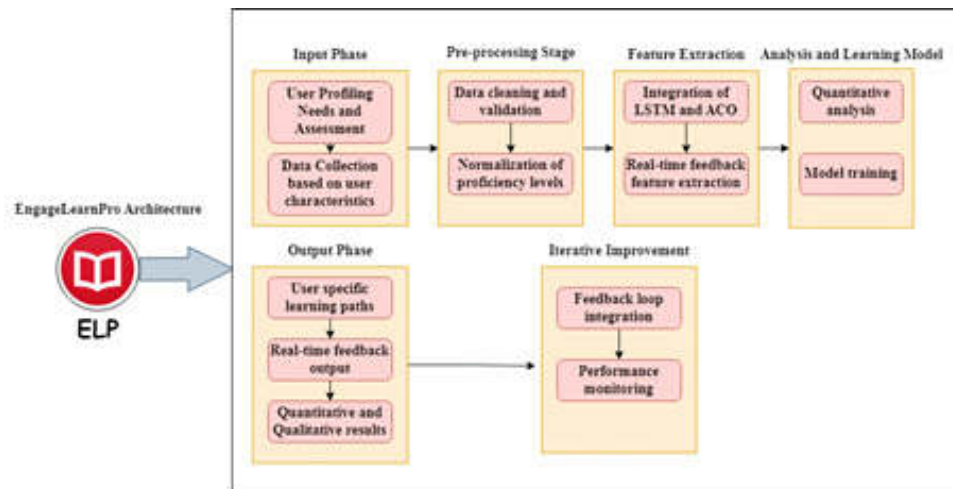 Input Phase
Pre-processing Stage
Feature Extraction
Analysis and Learning Model
User Profiling
Needs and
Assessment
Data Collection
based on user
characteristics
Data cleaning and
validation
Normalization of
proficiency levels
Integration of
LSTM and ACO
Real-time feedback
feature extraction
Quantitative
analysis
Model training
EngageLearnPro Architecture
ELP
Output Phase
User specific
learning paths
Real-time feedback
output
Quantitative and
Qualitative results
Iterative Improvement
Feedback loop
integration
Performance
monitoring